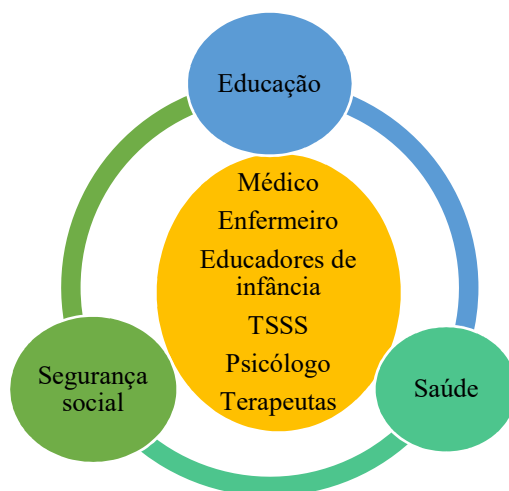 Educação
Médico
Enfermeiro
Educadores de
infância
TSSS
Psicólogo
Terapeutas
Segurança
social
Saúde